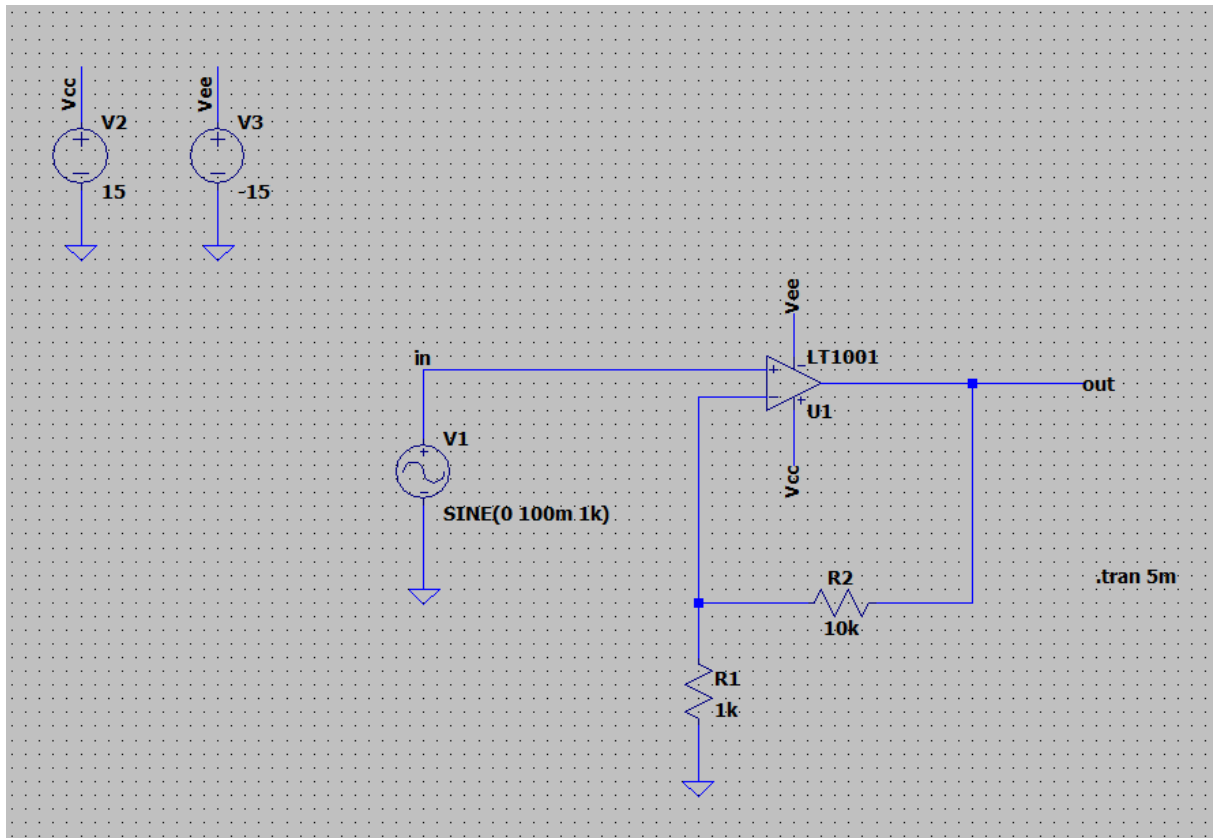 Vcc
V2
15
Vee
V3
-15
Vee
in
LT1001
out
U1
V1
Vcc
SINE(0 100m 1k)
.tran 5m
R2
10k
R1
1k